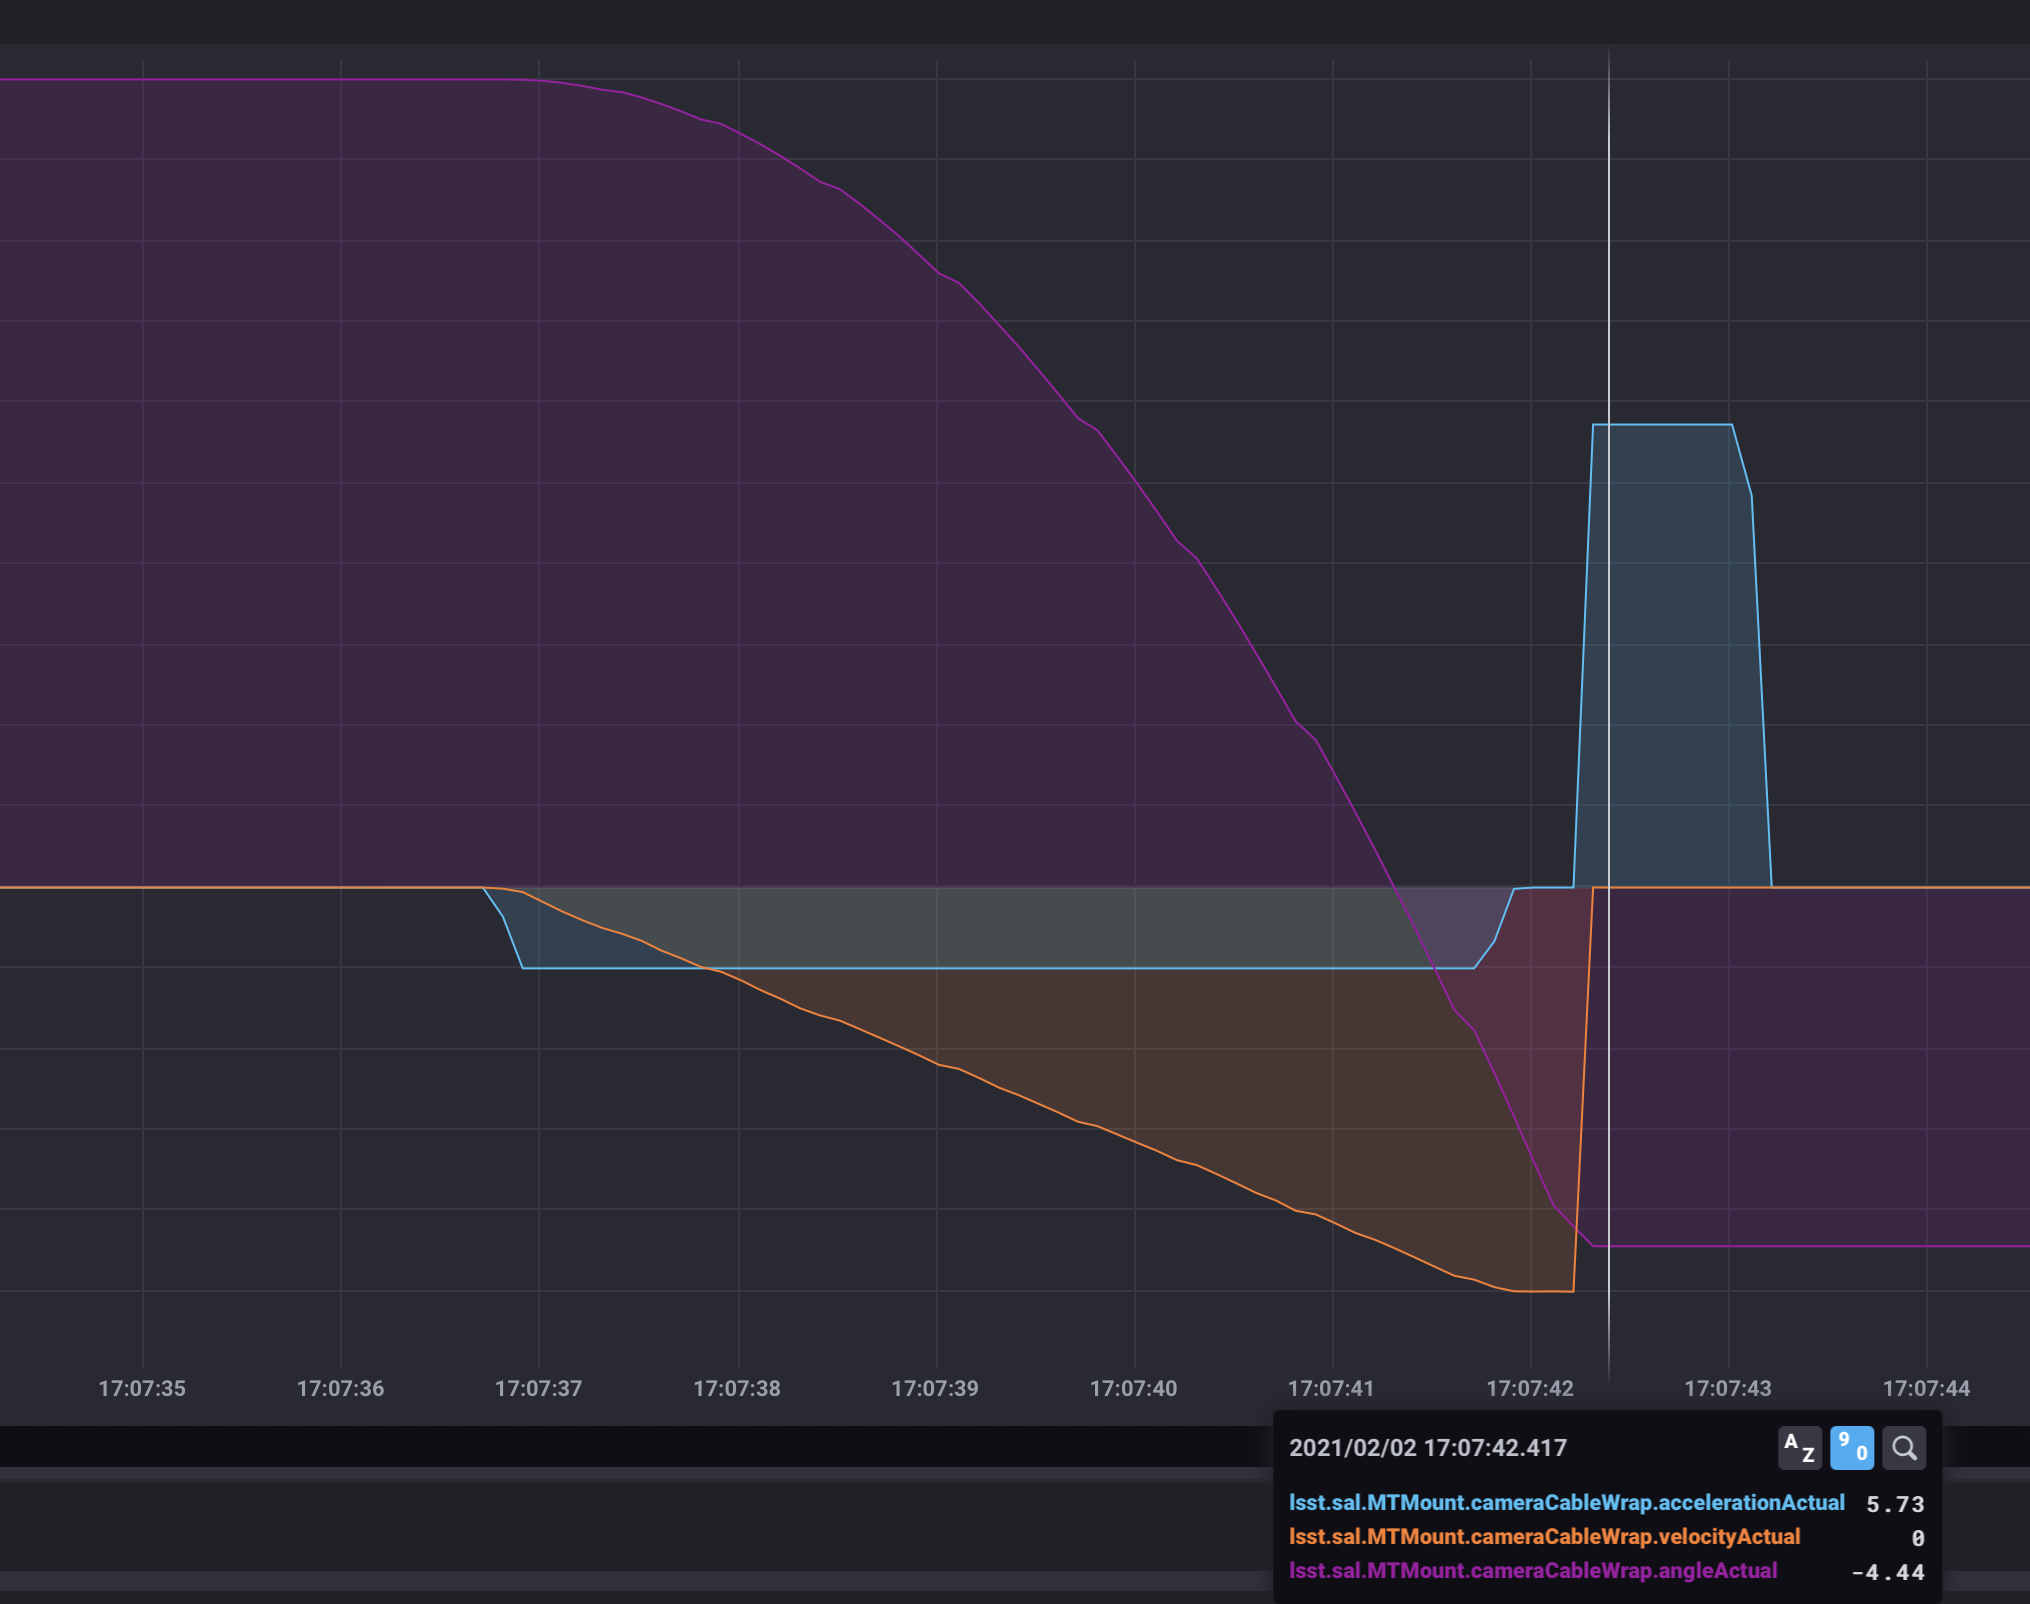 17:07:35 17:07:36 17:07:37 17:07:38 17:07:39 17:07:40 17:07:41 17:07:42 17:07:43 17:07:44
2021/02/02 17:07:42.417 AZ 90
lsst.sal.MTMount.cameraCableWrap.accelerationActual 5.73
lsst.sal.MTMount.cameraCableWrap.velocityActual 0
lsst.sal.MTMount.cameraCableWrap.angleActual -4.44